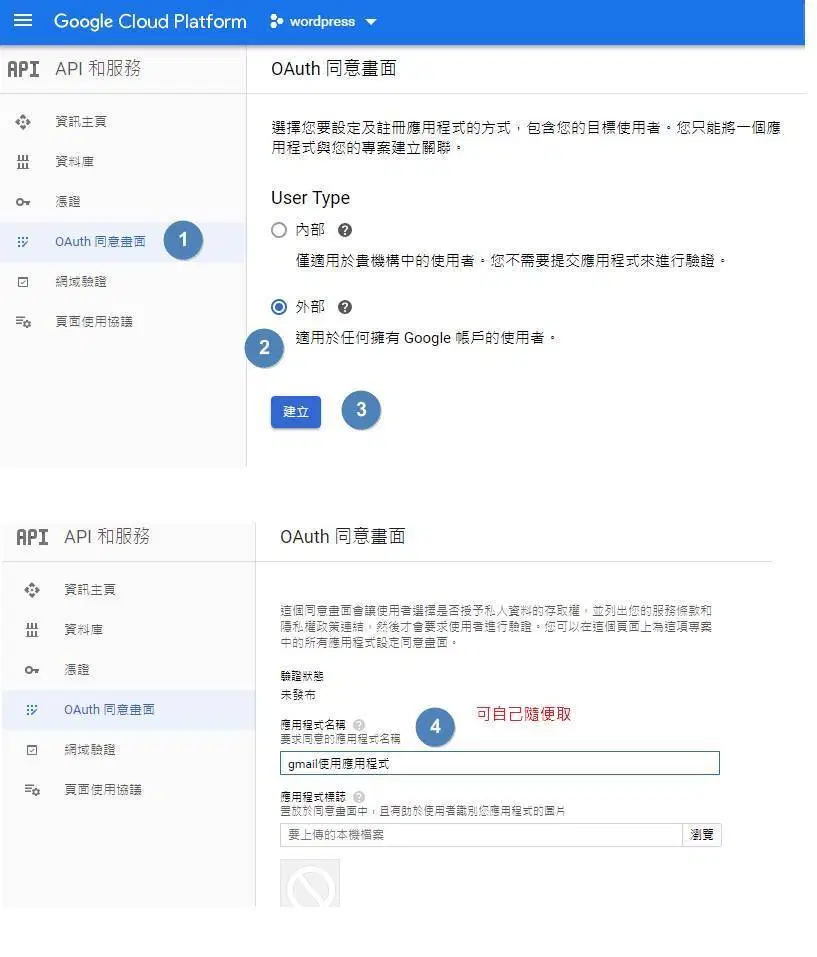 Google Cloud Platform wordpress
API API 和服務
OAuth 同意畫面
資訊主頁
資料庫
憑證
OAuth 同意畫面
1
網域驗證
頁面使用協議
選擇您要設定及註冊應用程式的方式，包含您的目標使用者。您只能將一個應
用程式與您的專案建立關聯。
User Type
內部
僅適用於貴機構中的使用者。您不需要提交應用程式來進行驗證。
外部
2
適用於任何擁有 Google 帳戶的使用者。
建立
3
API API 和服務
OAuth 同意畫面
資訊主頁
資料庫
憑證
OAuth 同意畫面
網域驗證
頁面使用協議
這個同意畫面會讓使用者選擇是否授予私人資料的存取權，並列出您的服務條款和
隱私權政策連結，然後才會要求使用者進行驗證。您可以在這個頁面上為這項專案
中的所有應用程式設定同意畫面。
驗證狀態
未發布
應用程式名稱
要求同意的應用程式名稱
4
可自己隨便取
gmail使用應用程式
應用程式標誌
置放於同意畫面中，且有助於使用者識別您應用程式的圖片
要上傳的本機檔案
瀏覽